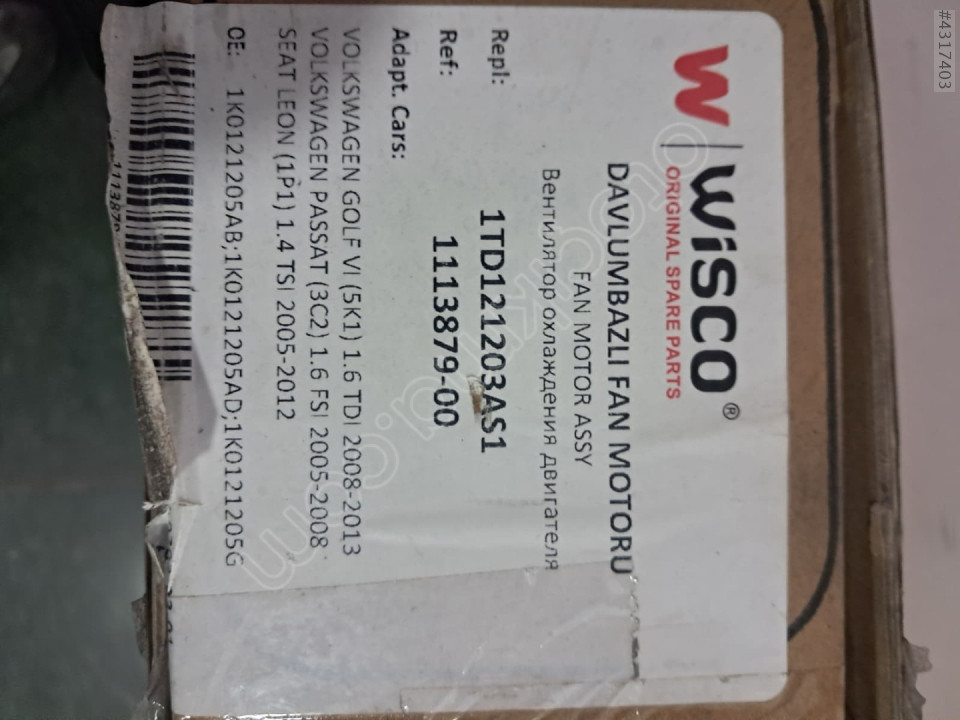 W | WiSCO ®
ORiGINAL SPARE PARTS
DAVLUMBAZLI FAN MOTORU
FAN MOTOR ASSY
Вентилятор охлаждения двигателя
Repl: 1TD121203AS1
Ref: 1113879-00
Adapt. Cars:
VOLKSWAGEN GOLF VI (5K1) 1.6 TDI 2008-2013
VOLKSWAGEN PASSAT (3C2) 1.6 FSI 2005-2008
SEAT LEON (1P1) 1.4 TSI 2005-2012
OE: 1K0121205AB;1K0121205AD;1K0121205G
#4317403